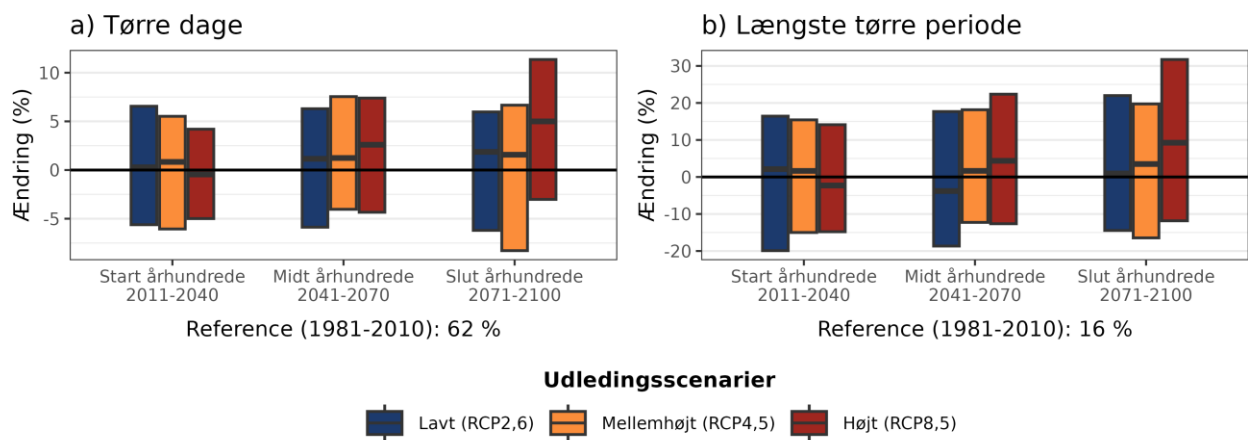 a) Tørre dage
Ændring (%)
10
5
0
-5
Start århundrede
2011-2040
Midt århundrede
2041-2070
Slut århundrede
2071-2100
Reference (1981-2010): 62 %
b) Længste tørre periode
Ændring (%)
30
20
10
0
-10
-20
Start århundrede
2011-2040
Midt århundrede
2041-2070
Slut århundrede
2071-2100
Reference (1981-2010): 16 %
Udledingsscenarier
Lavt (RCP2,6)
Mellemhøjt (RCP4,5)
Højt (RCP8,5)